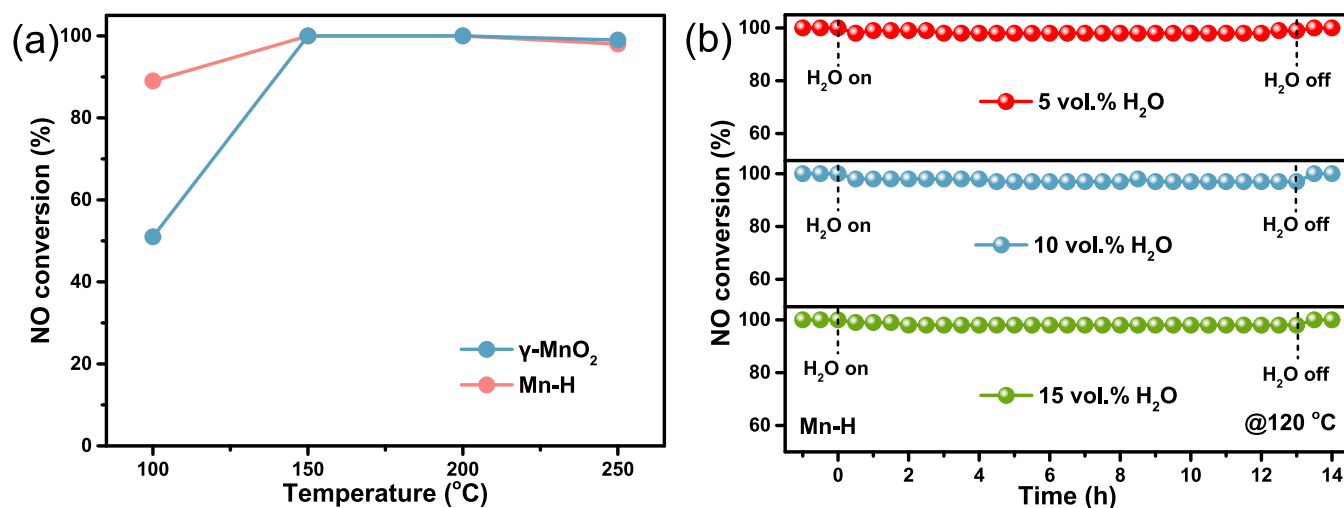 (a)
100
80
60
40
20
0
NO conversion (%)
γ-MnO₂
Mn-H
100
150
200
250
Temperature (°C)
(b)
100
80
60
H₂O on
H₂O off
5 vol.% H₂O
100
80
60
H₂O on
H₂O off
10 vol.% H₂O
100
80
60
H₂O on
H₂O off
15 vol.% H₂O
Mn-H
@120 °C
NO conversion (%)
0
2
4
6
8
10
12
14
Time (h)